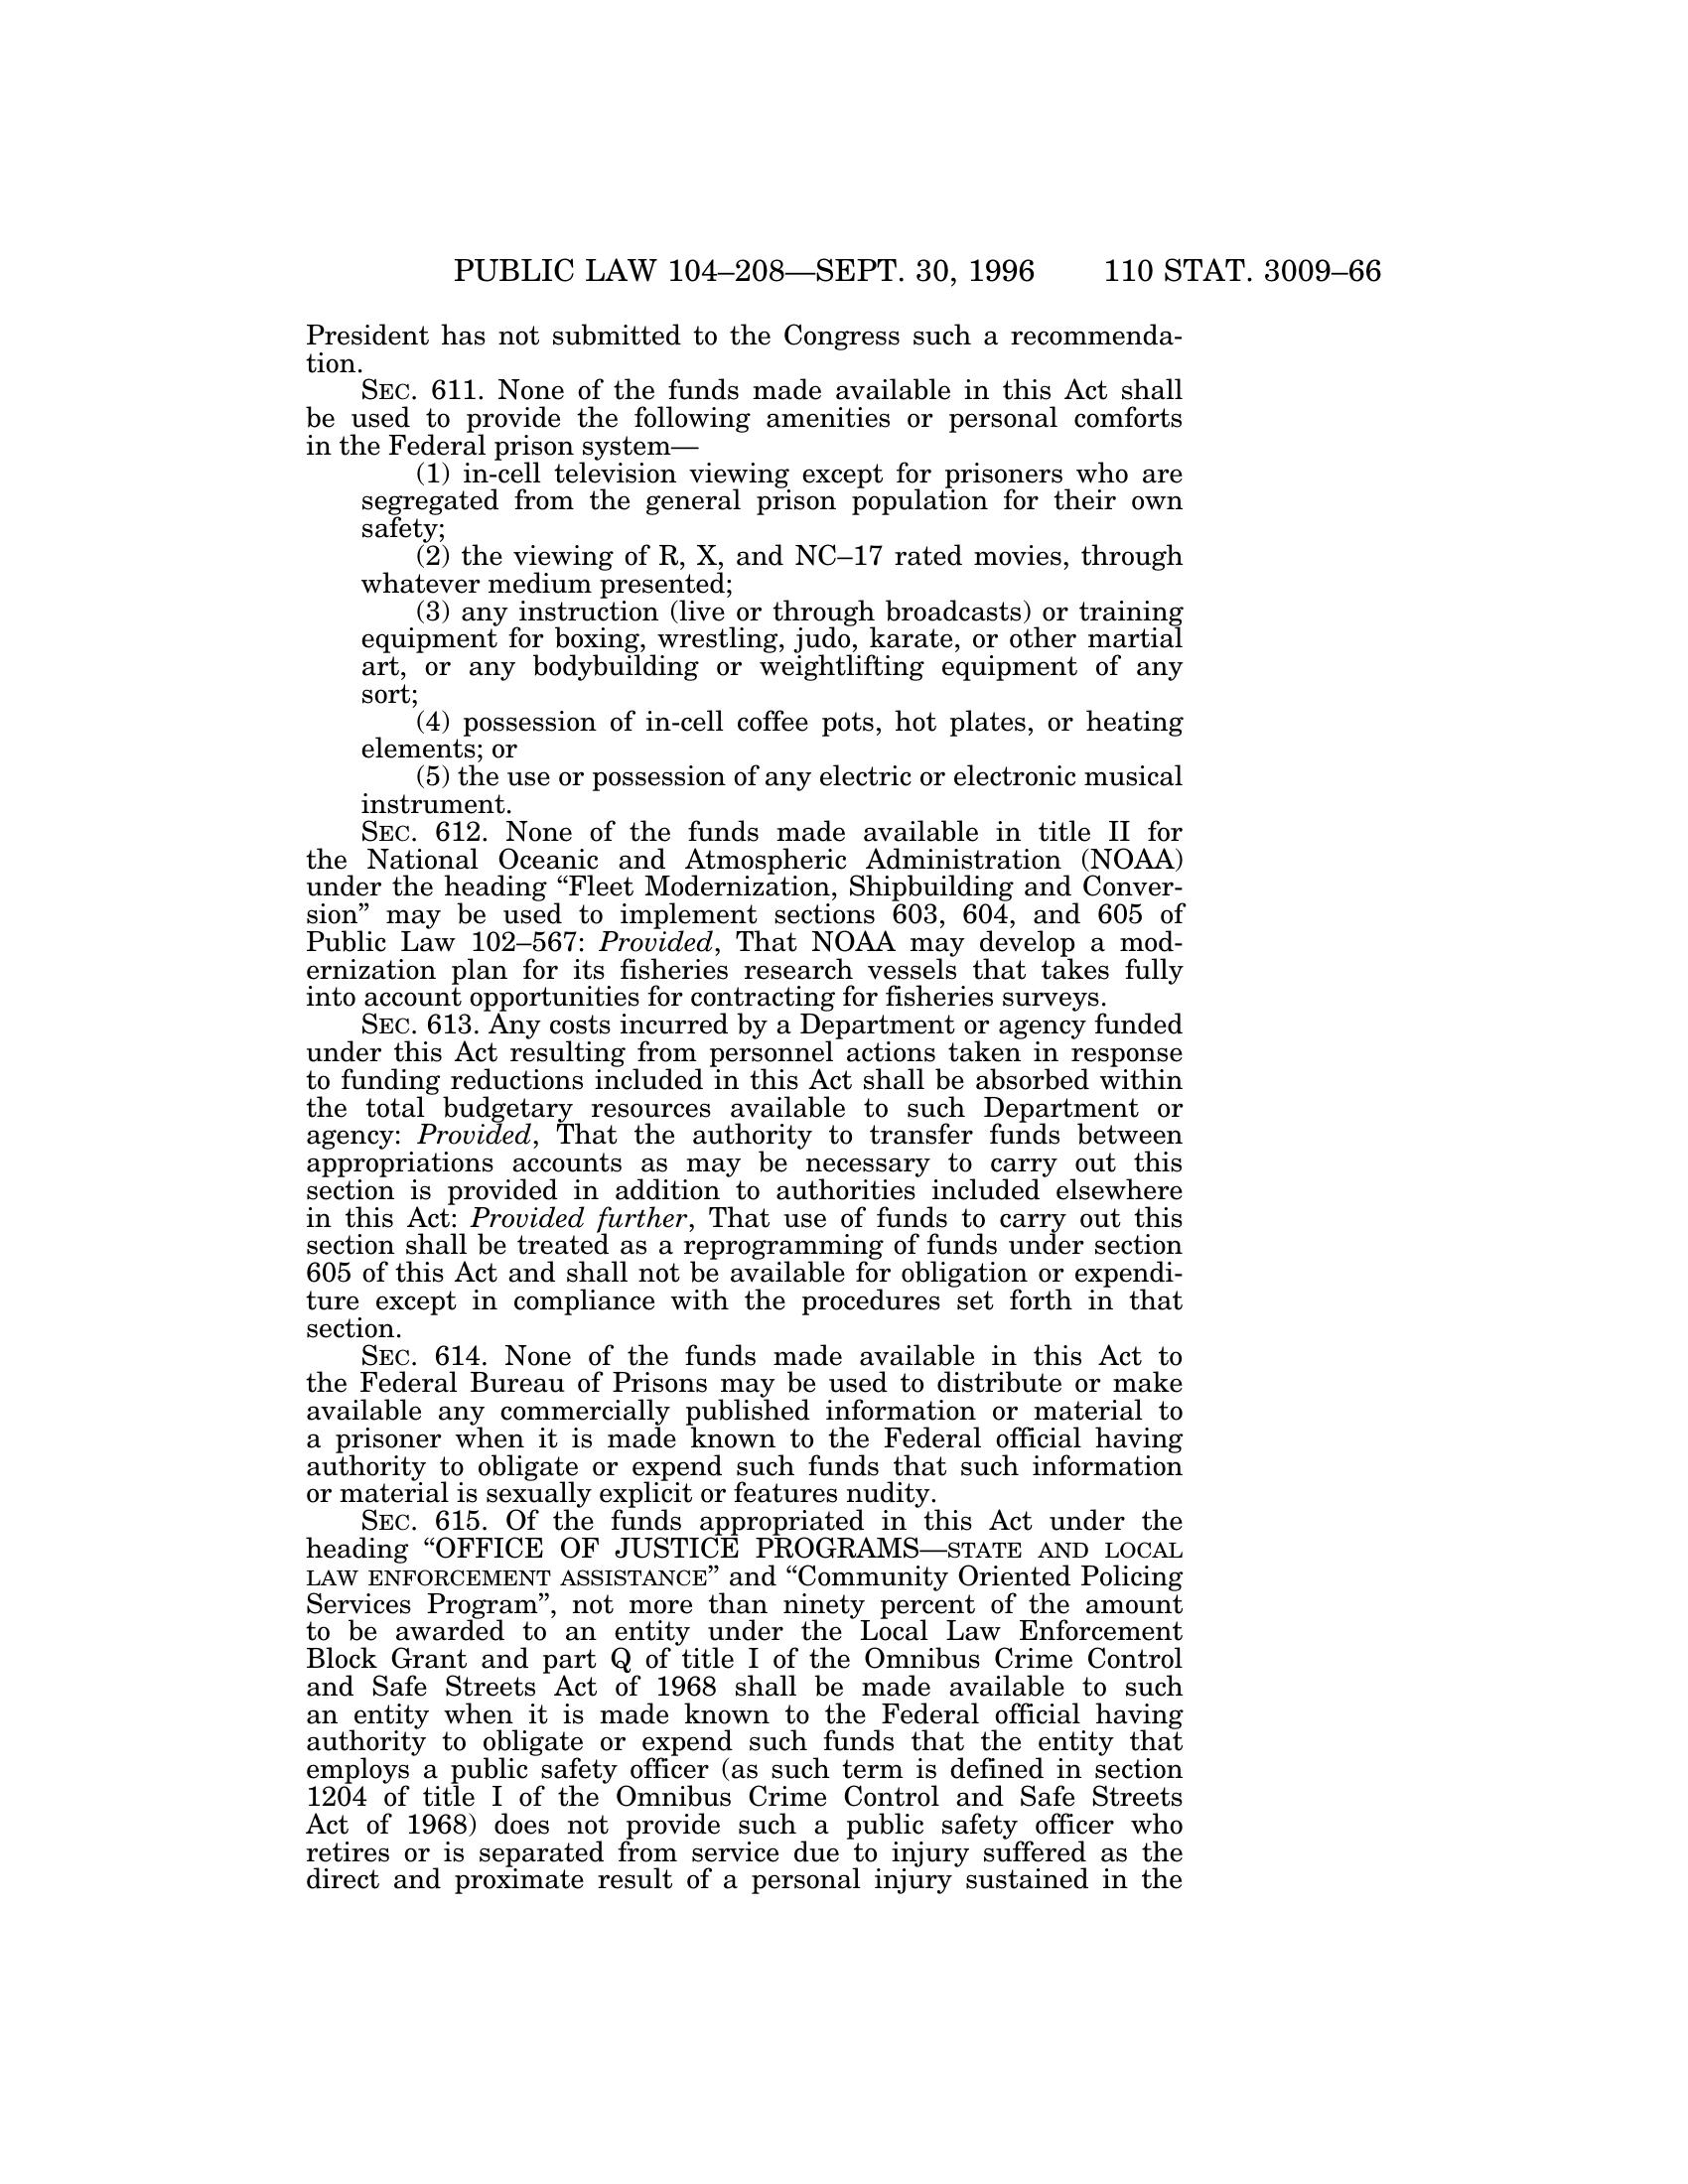 PUBLIC LAW 104–208—SEPT. 30, 1996 110 STAT. 3009–66
President has not submitted to the Congress such a recommenda-
tion.
SEC. 611. None of the funds made available in this Act shall
be used to provide the following amenities or personal comforts
in the Federal prison system—
(1) in-cell television viewing except for prisoners who are
segregated from the general prison population for their own
safety;
(2) the viewing of R, X, and NC–17 rated movies, through
whatever medium presented;
(3) any instruction (live or through broadcasts) or training
equipment for boxing, wrestling, judo, karate, or other martial
art, or any bodybuilding or weightlifting equipment of any
sort;
(4) possession of in-cell coffee pots, hot plates, or heating
elements; or
(5) the use or possession of any electric or electronic musical
instrument.
SEC. 612. None of the funds made available in title II for
the National Oceanic and Atmospheric Administration (NOAA)
under the heading “Fleet Modernization, Shipbuilding and Conver-
sion” may be used to implement sections 603, 604, and 605 of
Public Law 102–567: Provided, That NOAA may develop a mod-
ernization plan for its fisheries research vessels that takes fully
into account opportunities for contracting for fisheries surveys.
SEC. 613. Any costs incurred by a Department or agency funded
under this Act resulting from personnel actions taken in response
to funding reductions included in this Act shall be absorbed within
the total budgetary resources available to such Department or
agency: Provided, That the authority to transfer funds between
appropriations accounts as may be necessary to carry out this
section is provided in addition to authorities included elsewhere
in this Act: Provided further, That use of funds to carry out this
section shall be treated as a reprogramming of funds under section
605 of this Act and shall not be available for obligation or expendi-
ture except in compliance with the procedures set forth in that
section.
SEC. 614. None of the funds made available in this Act to
the Federal Bureau of Prisons may be used to distribute or make
available any commercially published information or material to
a prisoner when it is made known to the Federal official having
authority to obligate or expend such funds that such information
or material is sexually explicit or features nudity.
SEC. 615. Of the funds appropriated in this Act under the
heading “OFFICE OF JUSTICE PROGRAMS—STATE AND LOCAL
LAW ENFORCEMENT ASSISTANCE” and “Community Oriented Policing
Services Program”, not more than ninety percent of the amount
to be awarded to an entity under the Local Law Enforcement
Block Grant and part Q of title I of the Omnibus Crime Control
and Safe Streets Act of 1968 shall be made available to such
an entity when it is made known to the Federal official having
authority to obligate or expend such funds that the entity that
employs a public safety officer (as such term is defined in section
1204 of title I of the Omnibus Crime Control and Safe Streets
Act of 1968) does not provide such a public safety officer who
retires or is separated from service due to injury suffered as the
direct and proximate result of a personal injury sustained in the